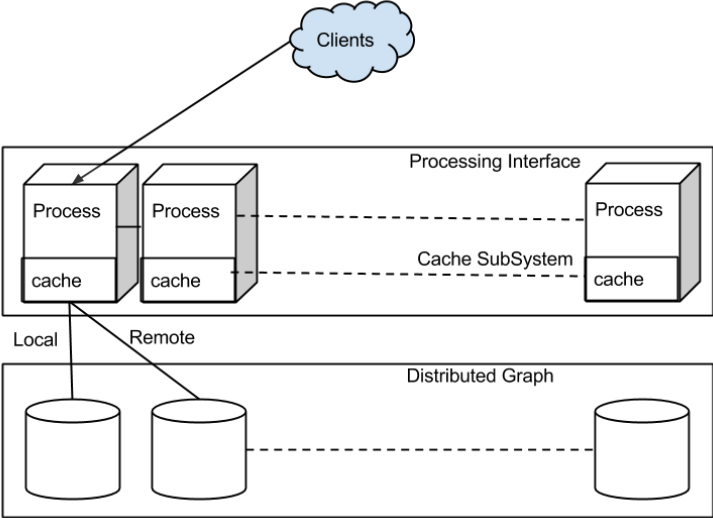 Clients
Processing Interface
Process
Process
Process
Cache SubSystem
cache
cache
cache
Local
Remote
Distributed Graph